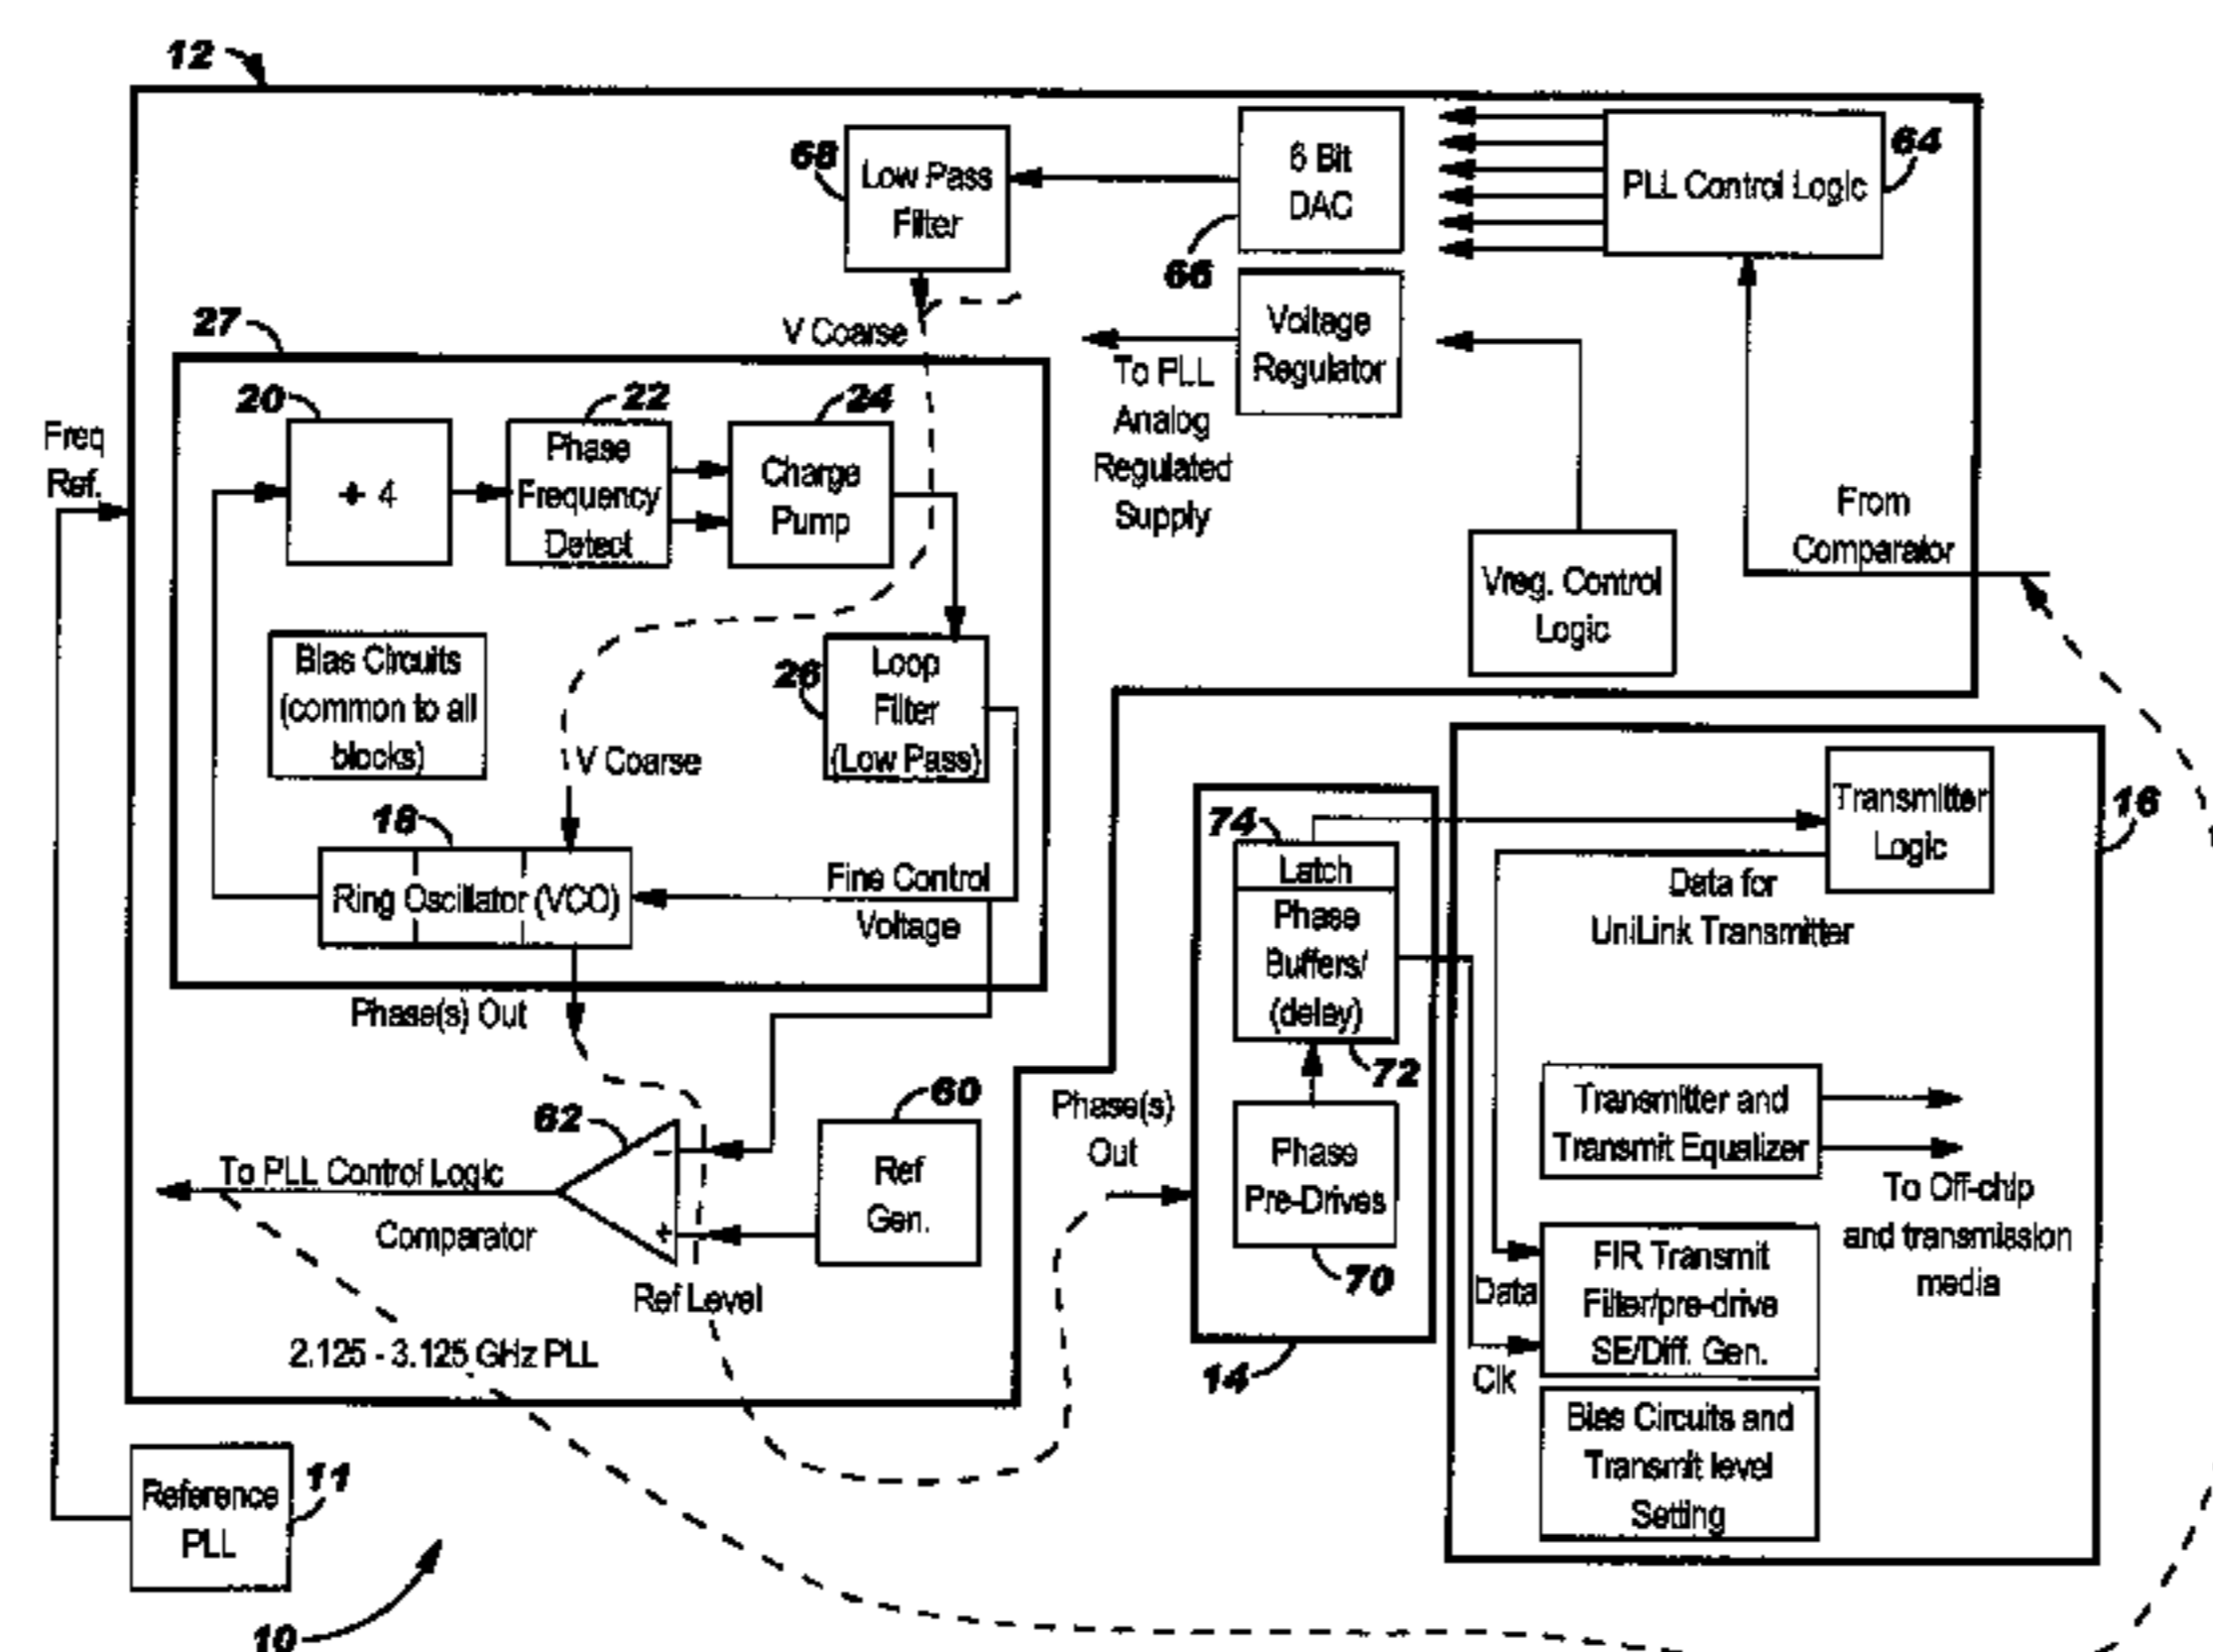 12
68
Low Pass
Filter
6 Bit
DAC
66
PLL Control Logic
64
V Coarse
Voltage
Regulator
To PLL
Analog
Regulated
Supply
Vreg. Control
Logic
From
Comparator
27
Freq
Ref.
20
÷ 4
22
Phase
Frequency
Detect
24
Charge
Pump
Bias Circuits
(common to all
blocks)
26
Loop
Filter
(Low Pass)
V Coarse
18
Ring Oscillator (VCO)
Fine Control
Voltage
Phase(s) Out
62
60
Ref
Gen.
To PLL Control Logic
Comparator
−
+
Ref Level
2.125 - 3.125 GHz PLL
Reference
PLL
11
10
Phase(s)
Out
74
Latch
Phase
Buffers/
(delay)
72
Phase
Pre-Drives
70
14
16
Transmitter
Logic
Data for
UniLink Transmitter
Transmitter and
Transmit Equalizer
To Off-chip
and transmission
media
Data
Clk
FIR Transmit
Filter/pre-drive
SE/Diff. Gen.
Bias Circuits and
Transmit level
Setting